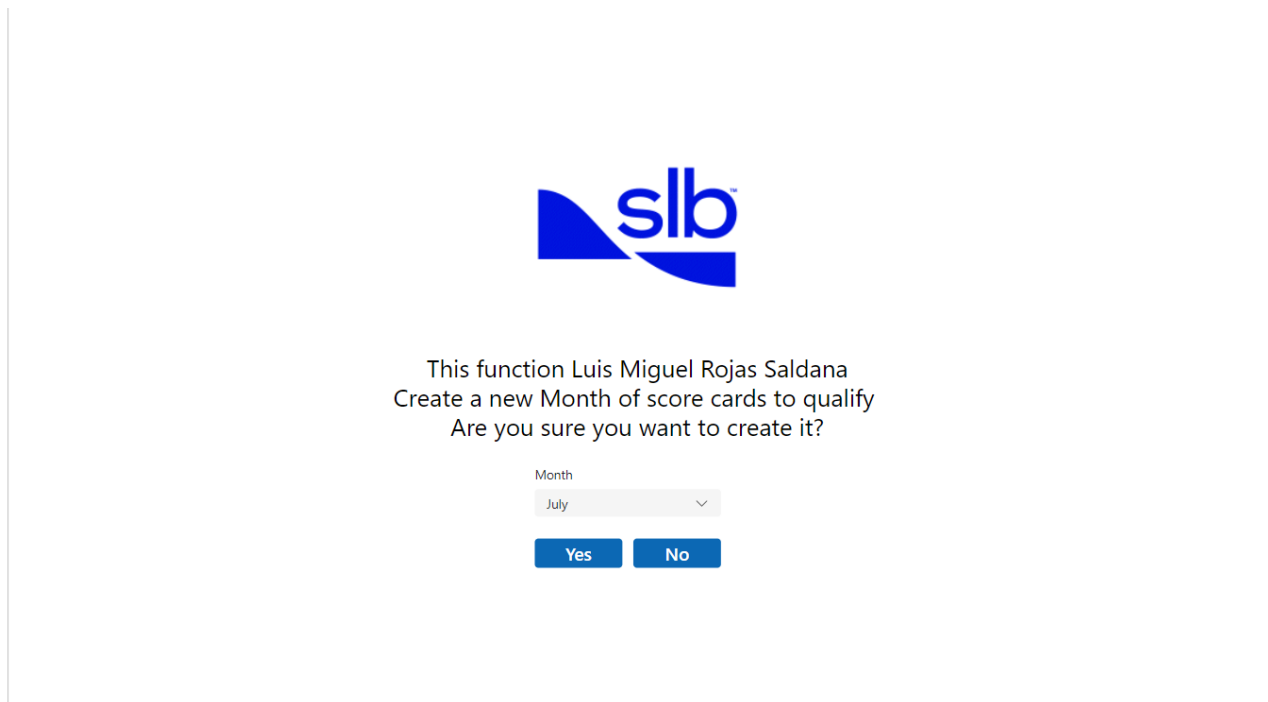 slb™
This function Luis Miguel Rojas Saldana
Create a new Month of score cards to qualify
Are you sure you want to create it?
Month
July
Yes No